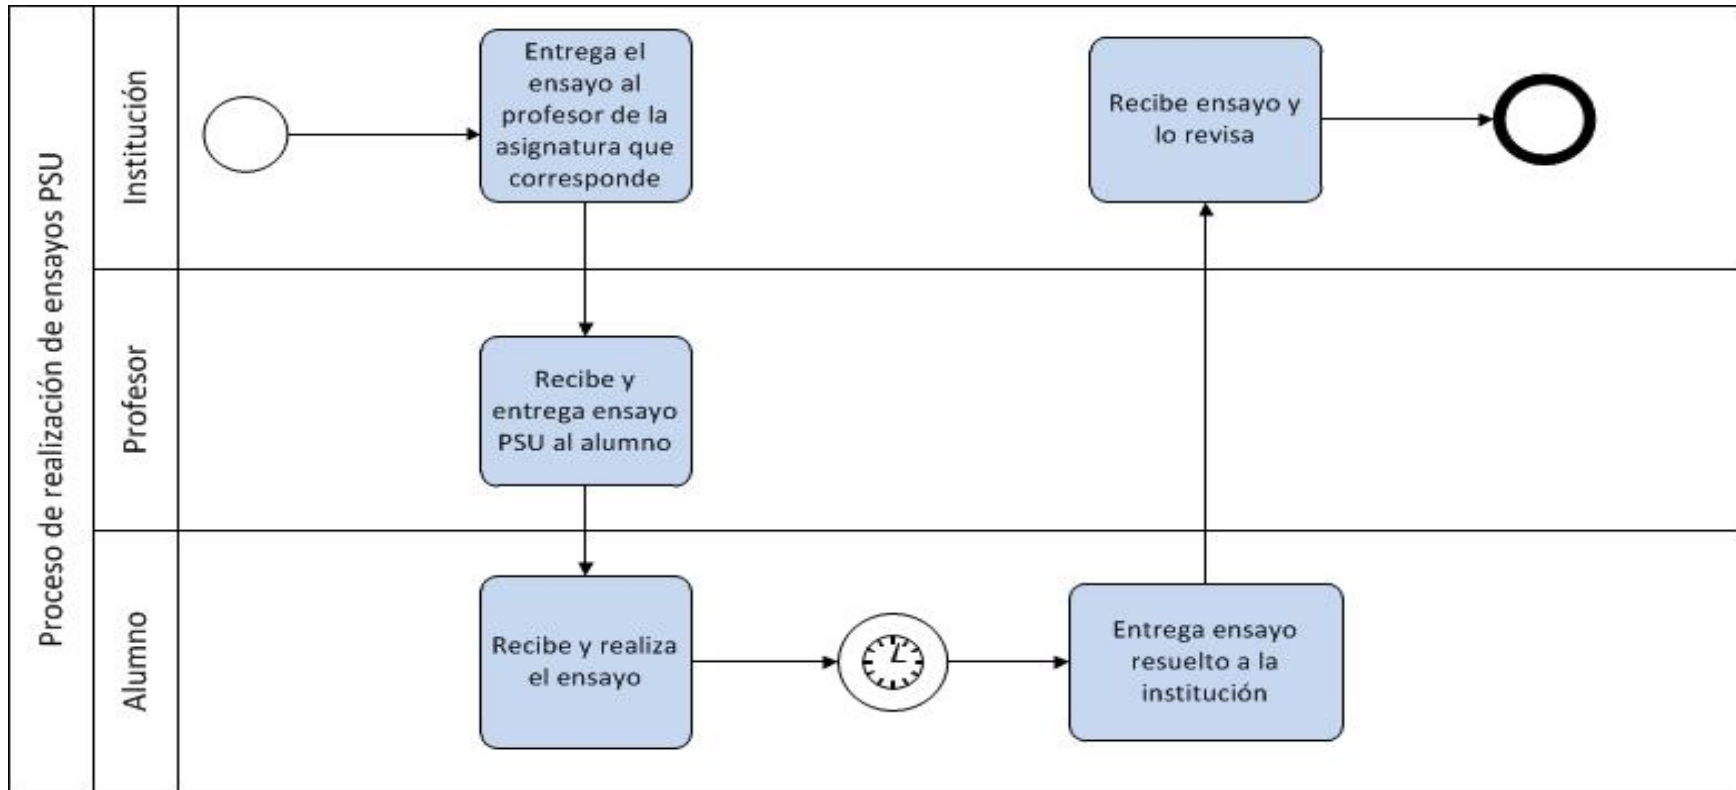 Proceso de realización de ensayos PSU
Institución
Entrega el
ensayo al
profesor de la
asignatura que
corresponde
Recibe ensayo y
lo revisa
Profesor
Recibe y
entrega ensayo
PSU al alumno
Alumno
Recibe y realiza
el ensayo
Entrega ensayo
resuelto a la
institución